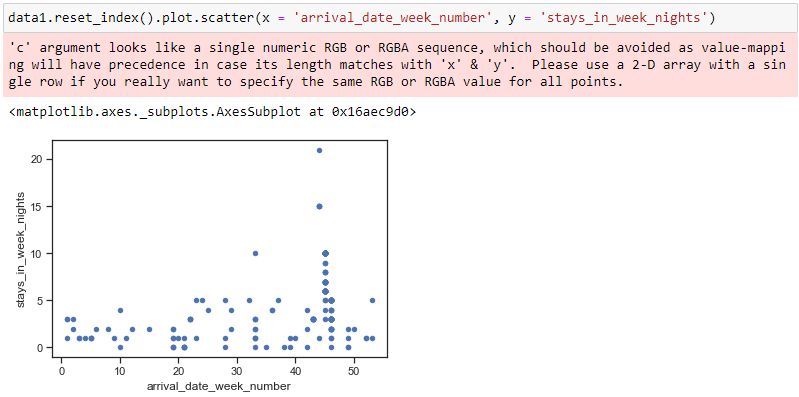 data1.reset_index().plot.scatter(x = 'arrival_date_week_number', y = 'stays_in_week_nights')
'c' argument looks like a single numeric RGB or RGBA sequence, which should be avoided as value-mappi
ng will have precedence in case its length matches with 'x' & 'y'.  Please use a 2-D array with a sin
gle row if you really want to specify the same RGB or RGBA value for all points.
<matplotlib.axes._subplots.AxesSubplot at 0x16aec9d0>
20
15
10
5
0
stays_in_week_nights
0 10 20 30 40 50
arrival_date_week_number